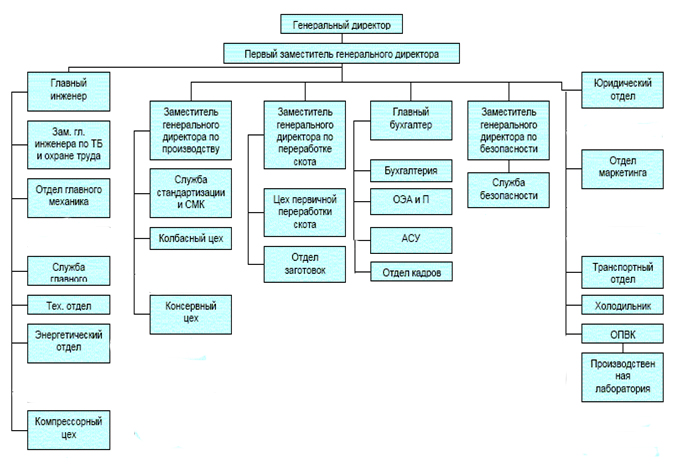 Генеральный директор
Первый заместитель генерального директора
Главный
инженер
Зам. гл.
инженера по ТБ
и охране труда
Отдел главного
механика
Служба
главного
Тех. отдел
Энергетический
отдел
Компрессорный
цех
Заместитель
генерального
директора по
производству
Служба
стандартизации
и СМК
Колбасный цех
Консервный
цех
Заместитель
генерального
директора по
переработке
скота
Цех первичной
переработки
скота
Отдел
заготовок
Главный
бухгалтер
Бухгалтерия
ОЭА и П
АСУ
Отдел кадров
Заместитель
генерального
директора по
безопасности
Служба
безопасности
Юридический
отдел
Отдел
маркетинга
Транспортный
отдел
Холодильник
ОПВК
Производствен
ная
лаборатория